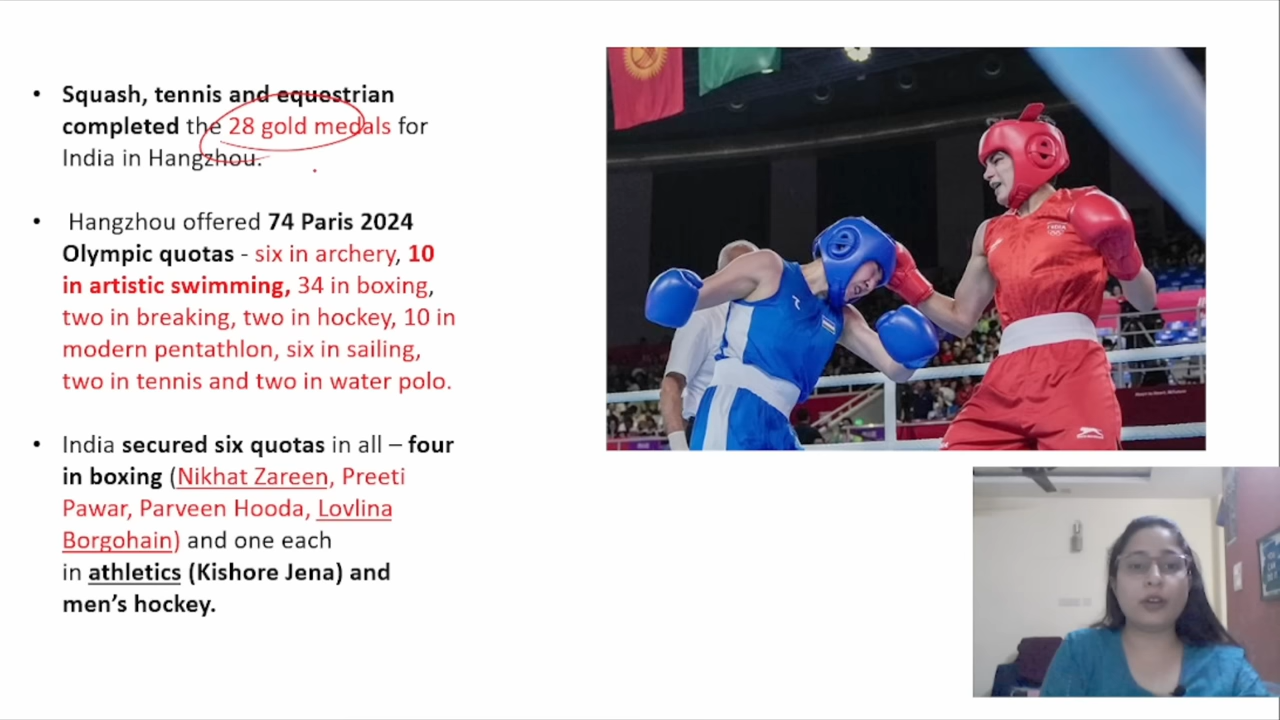 • Squash, tennis and equestrian
completed the 28 gold medals for
India in Hangzhou.
• Hangzhou offered 74 Paris 2024
Olympic quotas - six in archery, 10
in artistic swimming, 34 in boxing,
two in breaking, two in hockey, 10 in
modern pentathlon, six in sailing,
two in tennis and two in water polo.
• India secured six quotas in all – four
in boxing (Nikhat Zareen, Preeti
Pawar, Parveen Hooda, Lovlina
Borgohain) and one each
in athletics (Kishore Jena) and
men’s hockey.
INDIA